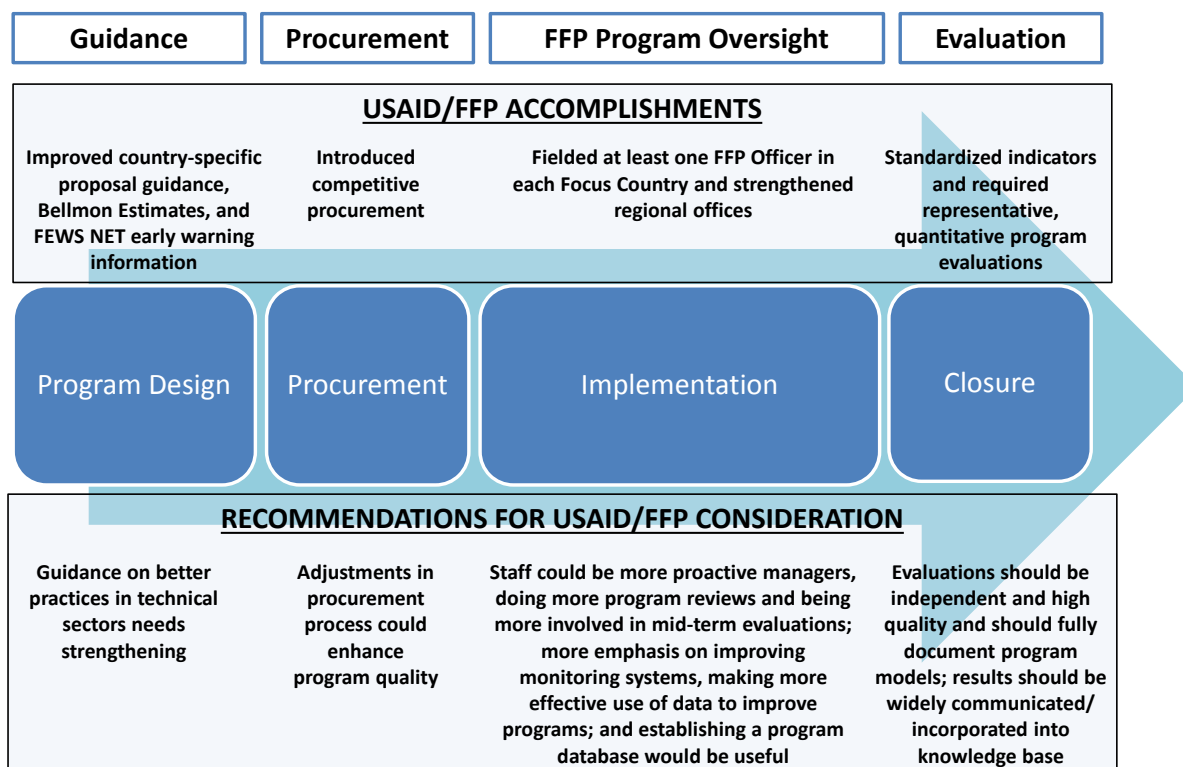 Guidance
Procurement
FFP Program Oversight
Evaluation
USAID/FFP ACCOMPLISHMENTS
Improved country-specific
proposal guidance,
Bellmon Estimates, and
FEWS NET early warning
information
Introduced
competitive
procurement
Fielded at least one FFP Officer in
each Focus Country and strengthened
regional offices
Standardized indicators
and required
representative,
quantitative program
evaluations
Program Design
Procurement
Implementation
Closure
RECOMMENDATIONS FOR USAID/FFP CONSIDERATION
Guidance on better
practices in technical
sectors needs
strengthening
Adjustments in
procurement
process could
enhance
program quality
Staff could be more proactive managers,
doing more program reviews and being
more involved in mid-term evaluations;
more emphasis on improving
monitoring systems, making more
effective use of data to improve
programs; and establishing a program
database would be useful
Evaluations should be
independent and high
quality and should fully
document program
models; results should be
widely communicated/
incorporated into
knowledge base